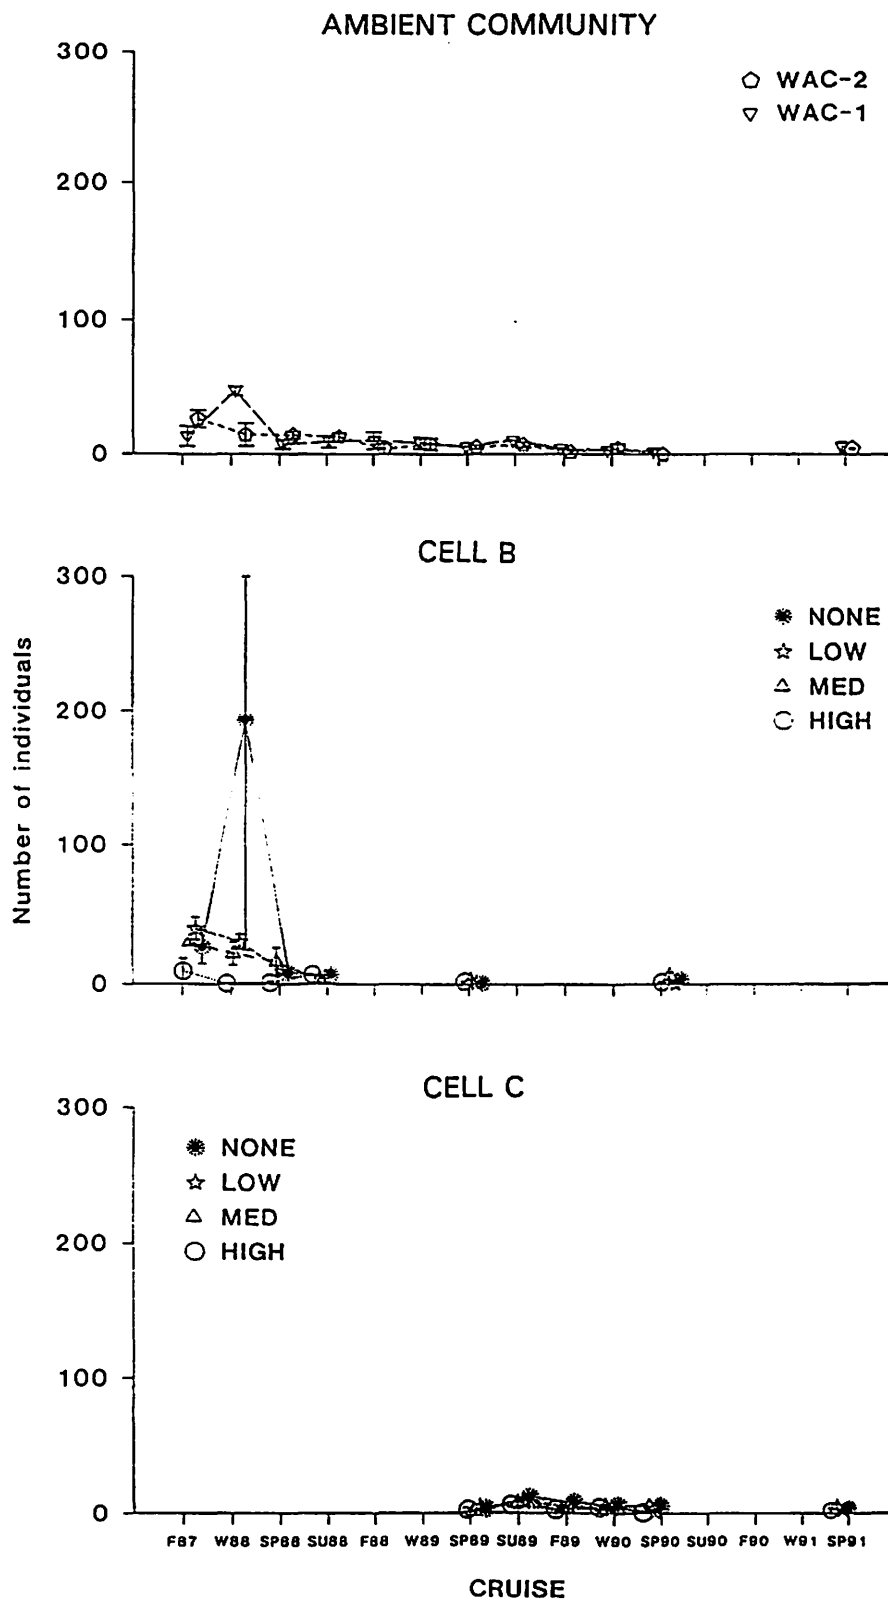 AMBIENT COMMUNITY
300
WAC-2
WAC-1
200
100
0
CELL B
300
NONE
LOW
MED
HIGH
200
100
0
Number of individuals
CELL C
300
NONE
LOW
MED
HIGH
200
100
0
F87 W88 SP88 SU88 F88 W89 SP89 SU89 F89 W90 SP90 SU90 F90 W91 SP91
CRUISE